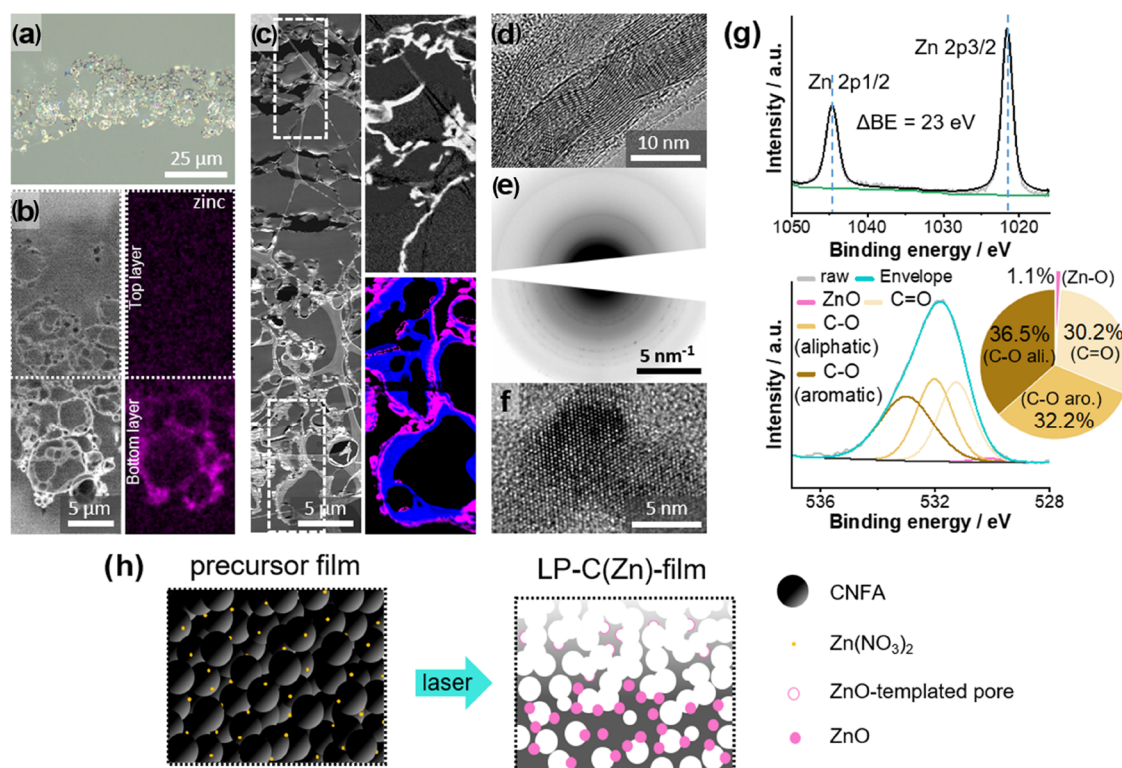 (a)
25 μm
(b)
zinc
Top layer
Bottom layer
5 μm
(c)
5 μm
(d)
10 nm
(e)
5 nm⁻¹
f
5 nm
(g)
Intensity / a.u.
Zn 2p1/2
Zn 2p3/2
ΔBE = 23 eV
1050 1040 1030 1020
Binding energy / eV
Intensity / a.u.
raw Envelope
ZnO C=O
C-O
(aliphatic)
C-O
(aromatic)
1.1% (Zn-O)
36.5%
(C-O ali.)
30.2%
(C=O)
(C-O aro.)
32.2%
536 532 528
Binding energy / eV
(h)
precursor film
laser
LP-C(Zn)-film
CNFA
Zn(NO₃)₂
ZnO-templated pore
ZnO